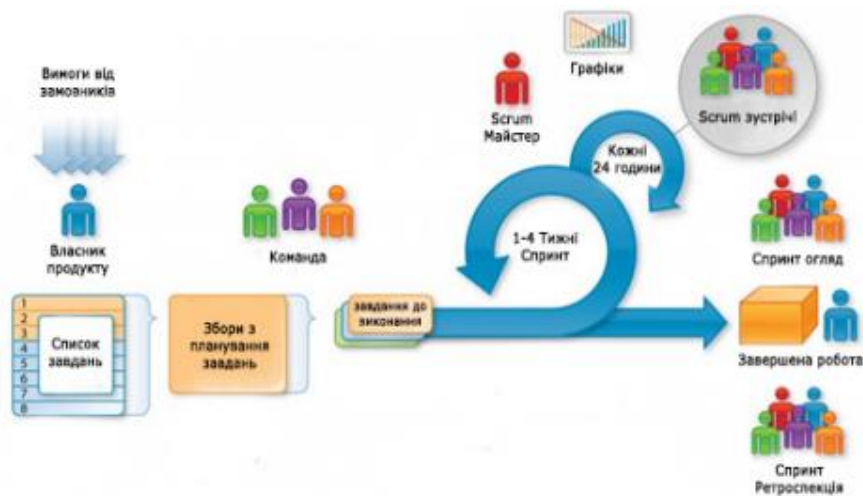 Вимоги від
замовників
Власник
продукту
Команда
Scrum
Майстер
Графіки
Scrum зустрічі
Кожні
24 години
1-4 Тижні
Спринт
1
2
3
4
5
6
7
8
Список
завдань
Збори з
планування
завдань
завдання до
виконання
Спринт огляд
Завершена робота
Спринт
Ретроспекція